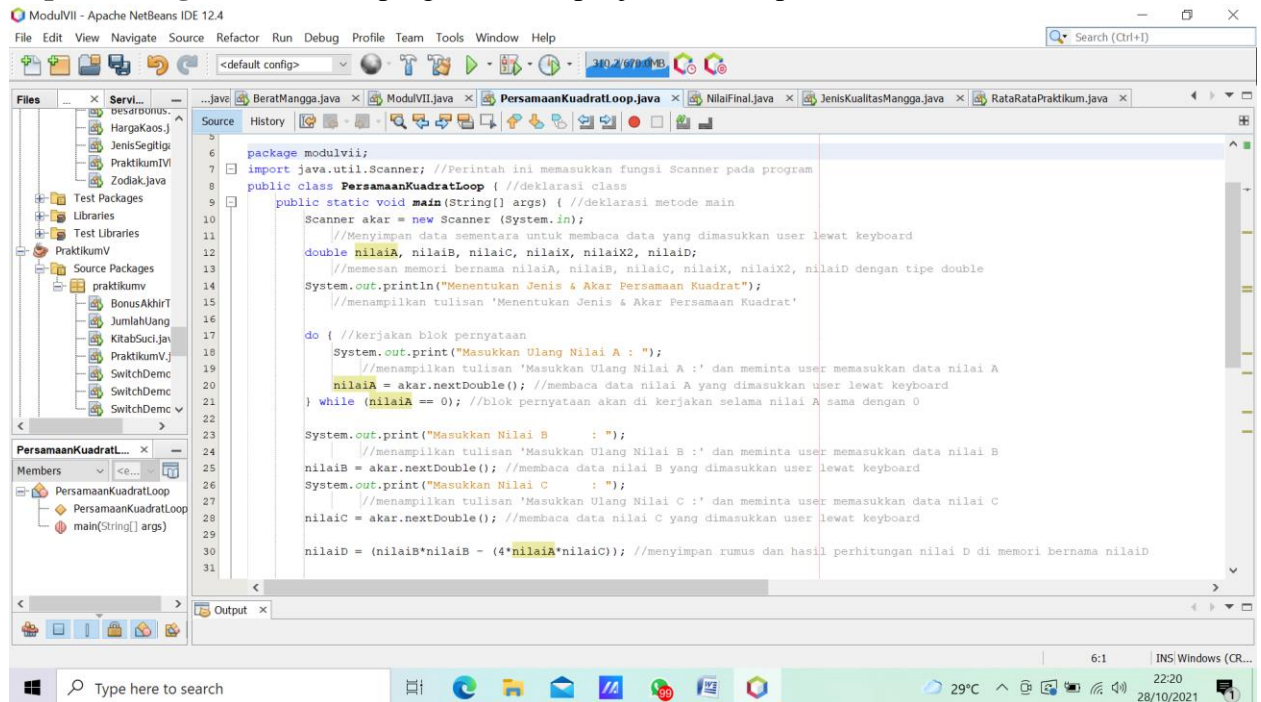 ModulVII - Apache NetBeans IDE 12.4
File Edit View Navigate Source Refactor Run Debug Profile Team Tools Window Help
Search (Ctrl+I)
<default config>
310,2/670,0MB
Files ... Servi...
...java BeratMangga.java ModulVII.java PersamaanKuadratLoop.java NilaiFinal.java JenisKualitasMangga.java RataRataPraktikum.java
Source History
BesarBonus.
HargaKaos.j
JenisSegitiga
PraktikumIVI
Zodiak.java
Test Packages
Libraries
Test Libraries
PraktikumV
Source Packages
praktikumv
BonusAkhirT
JumlahUang
KitabSuci.jav
PraktikumV.j
SwitchDemo
SwitchDemo
SwitchDemo
PersamaanKuadratL...
Members <e...
PersamaanKuadratLoop
PersamaanKuadratLoop
main(String[] args)
5
6 package modulvii;
7 import java.util.Scanner; //Perintah ini memasukkan fungsi Scanner pada program
8 public class PersamaanKuadratLoop { //deklarasi class
9 public static void main(String[] args) { //deklarasi metode main
10 Scanner akar = new Scanner (System.in);
11 //Menyimpan data sementara untuk membaca data yang dimasukkan user lewat keyboard
12 double nilaiA, nilaiB, nilaiC, nilaiX, nilaiX2, nilaiD;
13 //memesan memori bernama nilaiA, nilaiB, nilaiC, nilaiX, nilaiX2, nilaiD dengan tipe double
14 System.out.println("Menentukan Jenis & Akar Persamaan Kuadrat");
15 //menampilkan tulisan 'Menentukan Jenis & Akar Persamaan Kuadrat'
16
17 do { //kerjakan blok pernyataan
18 System.out.print("Masukkan Ulang Nilai A : ");
19 //menampilkan tulisan 'Masukkan Ulang Nilai A :' dan meminta user memasukkan data nilai A
20 nilaiA = akar.nextDouble(); //membaca data nilai A yang dimasukkan user lewat keyboard
21 } while (nilaiA == 0); //blok pernyataan akan di kerjakan selama nilai A sama dengan 0
22
23 System.out.print("Masukkan Nilai B : ");
24 //menampilkan tulisan 'Masukkan Ulang Nilai B :' dan meminta user memasukkan data nilai B
25 nilaiB = akar.nextDouble(); //membaca data nilai B yang dimasukkan user lewat keyboard
26 System.out.print("Masukkan Nilai C : ");
27 //menampilkan tulisan 'Masukkan Ulang Nilai C :' dan meminta user memasukkan data nilai C
28 nilaiC = akar.nextDouble(); //membaca data nilai C yang dimasukkan user lewat keyboard
29
30 nilaiD = (nilaiB*nilaiB - (4*nilaiA*nilaiC)); //menyimpan rumus dan hasil perhitungan nilai D di memori bernama nilaiD
31
Output
6:1 INS Windows (CR...
Type here to search
99
29°C
22:20
28/10/2021
1